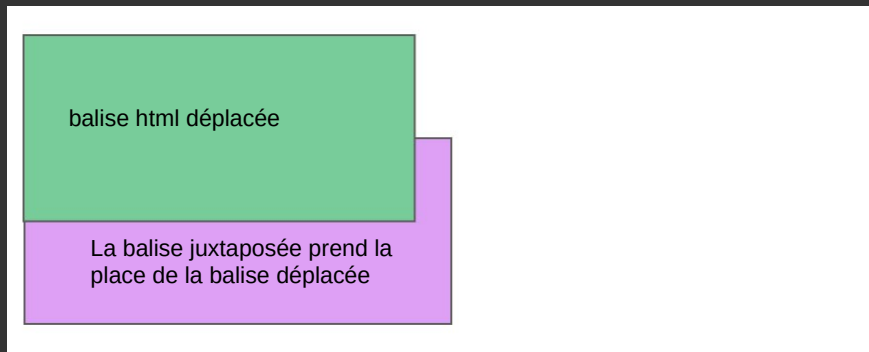 balise html déplacée
La balise juxtaposée prend la
place de la balise déplacée